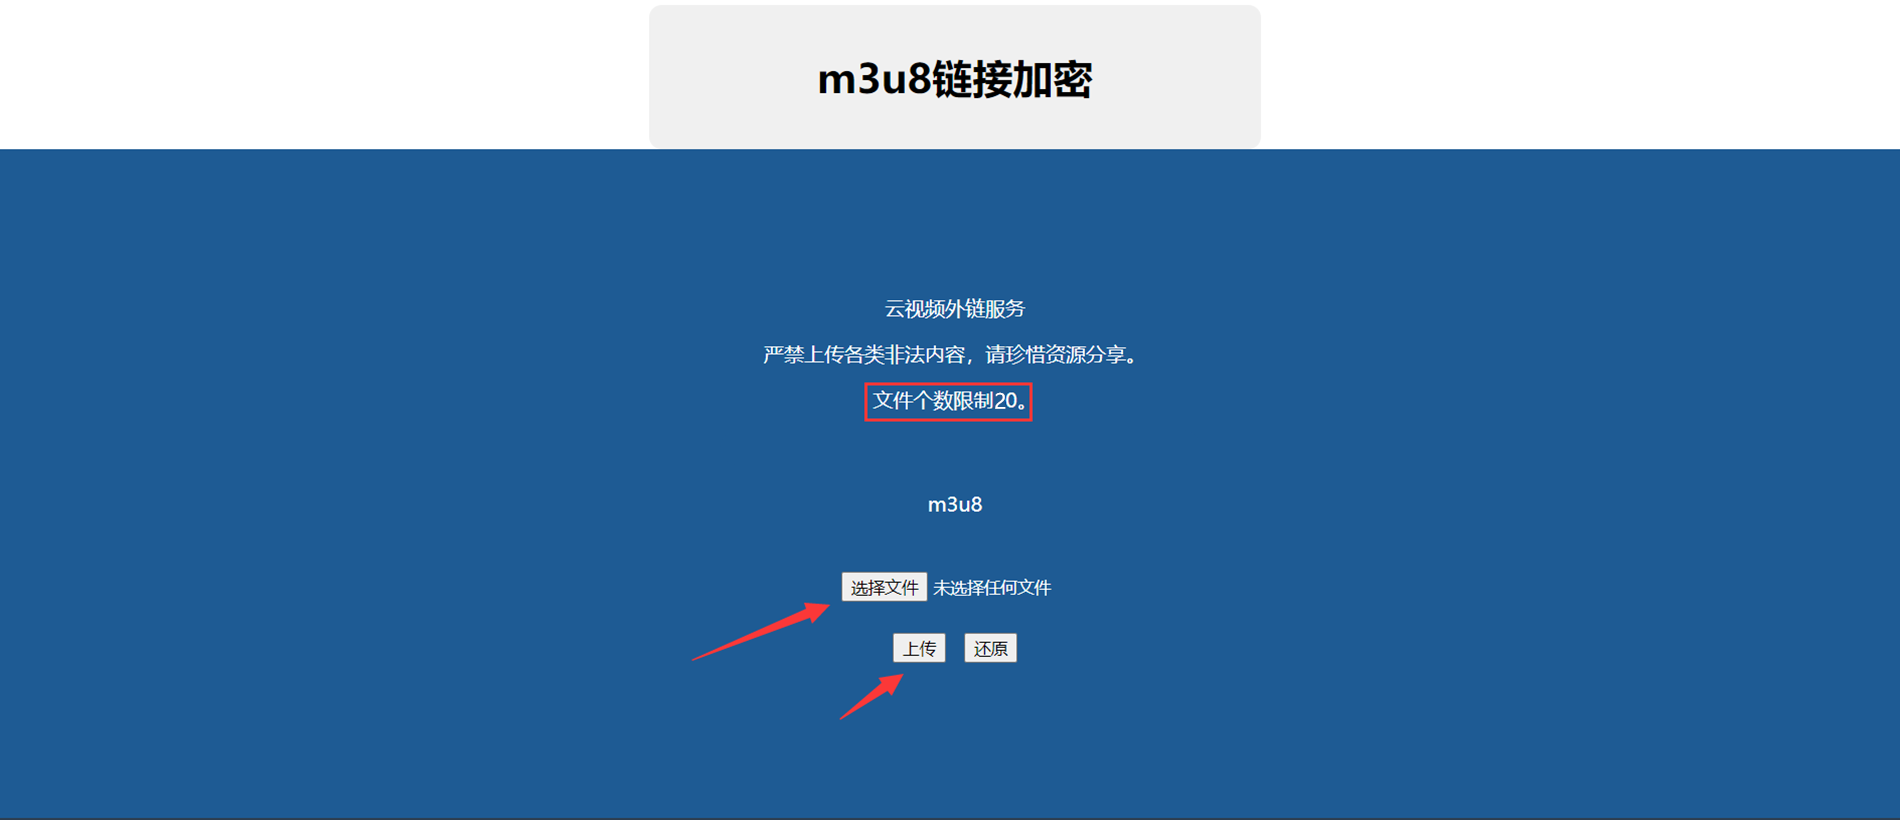 m3u8链接加密
云视频外链服务
严禁上传各类非法内容，请珍惜资源分享。
文件个数限制20。
m3u8
选择文件 未选择任何文件
上传 还原